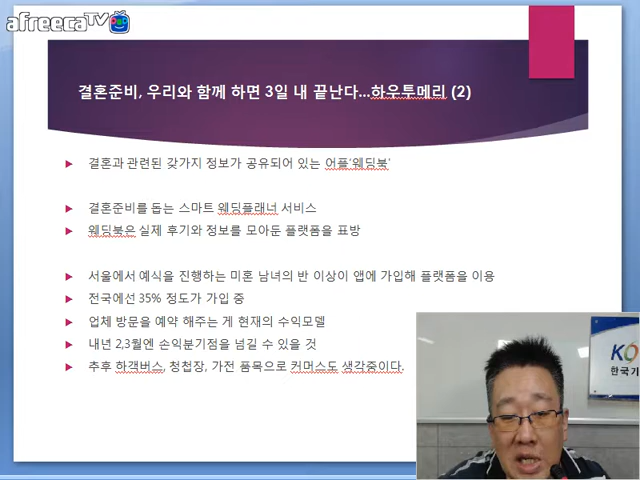 afreecaTV
결혼준비, 우리와 함께 하면 3일 내 끝난다...하우투메리 (2)
결혼과 관련된 갖가지 정보가 공유되어 있는 어플'웨딩북'
결혼준비를 돕는 스마트 웨딩플래너 서비스
웨딩북은 실제 후기와 정보를 모아둔 플랫폼을 표방
서울에서 예식을 진행하는 미혼 남녀의 반 이상이 앱에 가입해 플랫폼을 이용
전국에선 35% 정도가 가입 중
업체 방문을 예약 해주는 게 현재의 수익모델
내년 2,3월엔 손익분기점을 넘길 수 있을 것
추후 하객버스, 청첩장, 가전 품목으로 커머스도 생각중이다.
KO
한국기